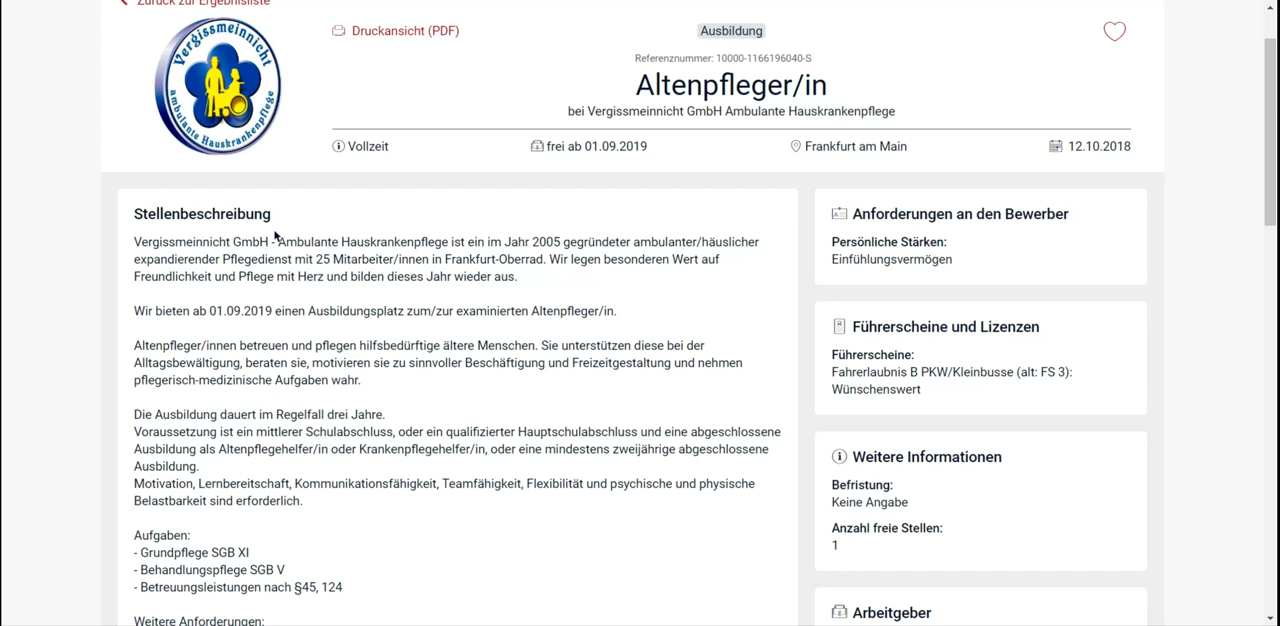 Zurück zur Ergebnisliste
Vergissmeinnicht
ambulante Hauskrankenpflege
Druckansicht (PDF)
Ausbildung
Referenznummer: 10000-1166196040-S
Altenpfleger/in
bei Vergissmeinnicht GmbH Ambulante Hauskrankenpflege
Vollzeit
frei ab 01.09.2019
Frankfurt am Main
12.10.2018
Stellenbeschreibung
Vergissmeinnicht GmbH - Ambulante Hauskrankenpflege ist ein im Jahr 2005 gegründeter ambulanter/häuslicher
expandierender Pflegedienst mit 25 Mitarbeiter/innen in Frankfurt-Oberrad. Wir legen besonderen Wert auf
Freundlichkeit und Pflege mit Herz und bilden dieses Jahr wieder aus.
Wir bieten ab 01.09.2019 einen Ausbildungsplatz zum/zur examinierten Altenpfleger/in.
Altenpfleger/innen betreuen und pflegen hilfsbedürftige ältere Menschen. Sie unterstützen diese bei der
Alltagsbewältigung, beraten sie, motivieren sie zu sinnvoller Beschäftigung und Freizeitgestaltung und nehmen
pflegerisch-medizinische Aufgaben wahr.
Die Ausbildung dauert im Regelfall drei Jahre.
Voraussetzung ist ein mittlerer Schulabschluss, oder ein qualifizierter Hauptschulabschluss und eine abgeschlossene
Ausbildung als Altenpflegehelfer/in oder Krankenpflegehelfer/in, oder eine mindestens zweijährige abgeschlossene
Ausbildung.
Motivation, Lernbereitschaft, Kommunikationsfähigkeit, Teamfähigkeit, Flexibilität und psychische und physische
Belastbarkeit sind erforderlich.
Aufgaben:
- Grundpflege SGB XI
- Behandlungspflege SGB V
- Betreuungsleistungen nach §45, 124
Weitere Anforderungen:
Anforderungen an den Bewerber
Persönliche Stärken:
Einfühlungsvermögen
Führerscheine und Lizenzen
Führerscheine:
Fahrerlaubnis B PKW/Kleinbusse (alt: FS 3):
Wünschenswert
Weitere Informationen
Befristung:
Keine Angabe
Anzahl freie Stellen:
1
Arbeitgeber